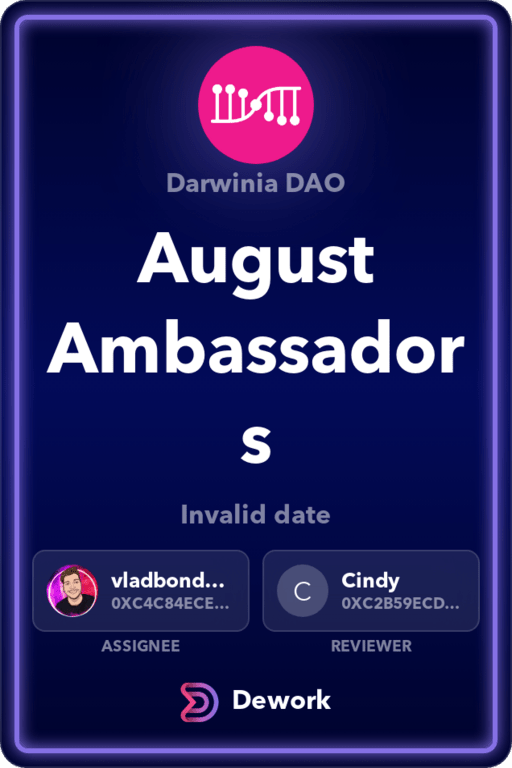 Darwinia DAO
August
Ambassador
s
Invalid date
vladbond...
0XC4C84ECE...
Cindy
0XC2B59ECD...
C
ASSIGNEE
REVIEWER
Dework